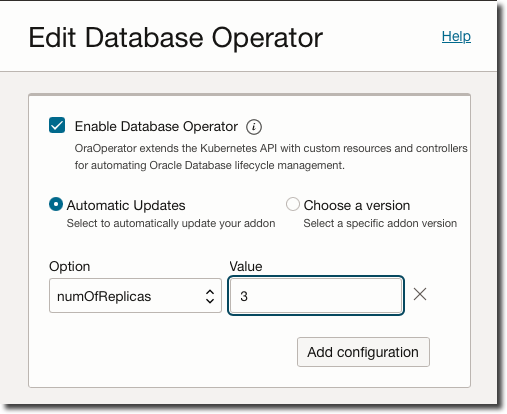 Edit Database Operator
Help
Enable Database Operator i
OraOperator extends the Kubernetes API with custom resources and controllers
for automating Oracle Database lifecycle management.
Automatic Updates
Select to automatically update your addon
Choose a version
Select a specific addon version
Option
Value
numOfReplicas
3
Add configuration